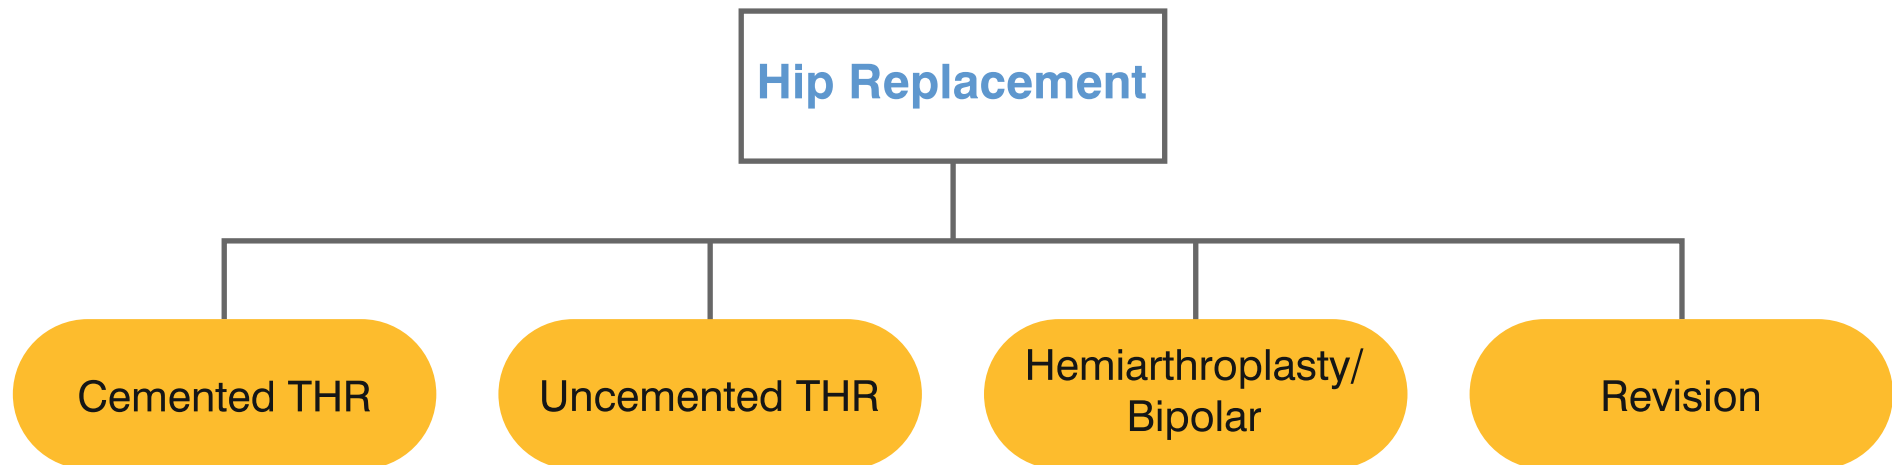 Hip Replacement
Cemented THR
Uncemented THR
Hemiarthroplasty/
Bipolar
Revision